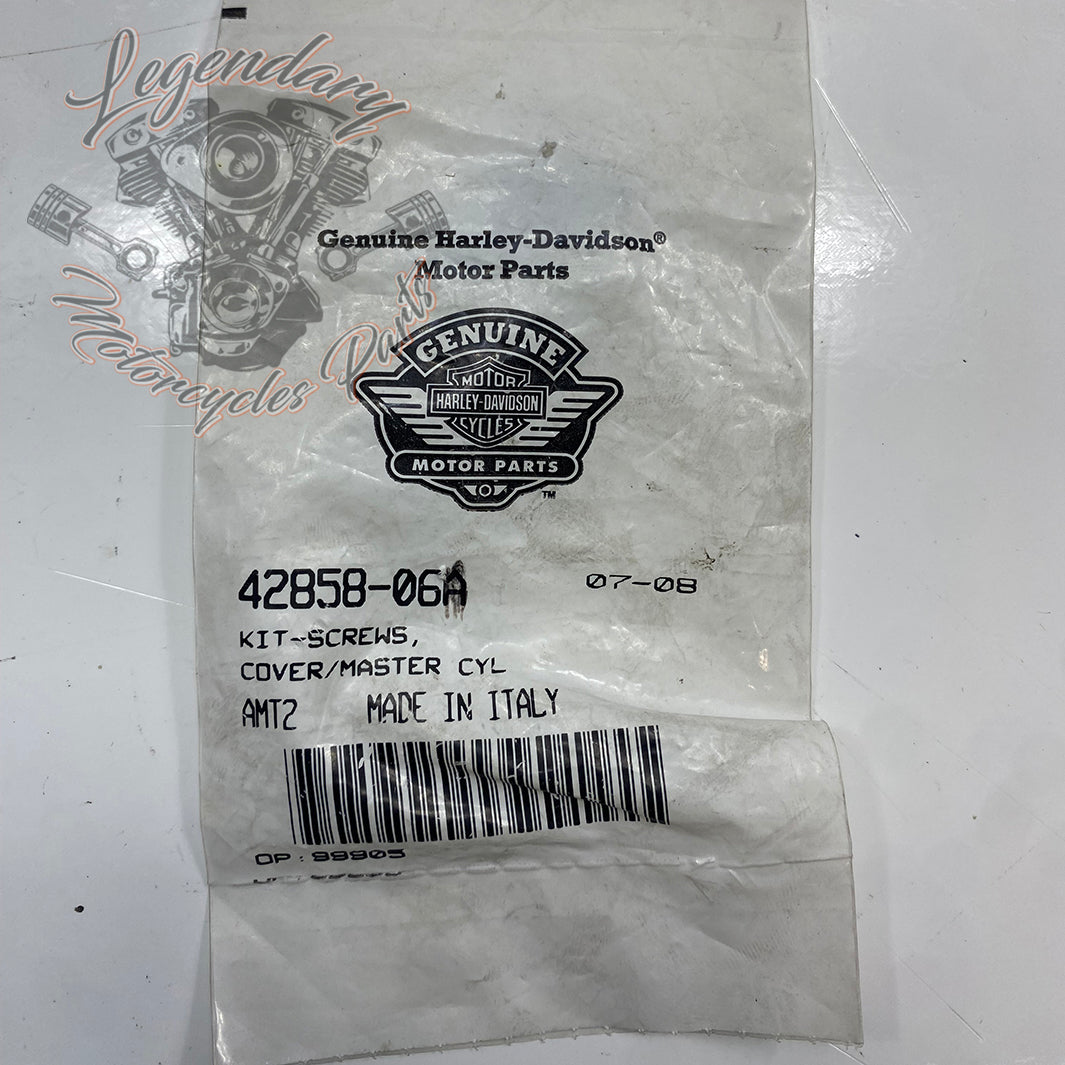 Legendary
Motorcycles Parts
Genuine Harley-Davidson®
Motor Parts
GENUINE
MOTOR
HARLEY-DAVIDSON
CYCLES
MOTOR PARTS
TM
42858-06A
07-08
KIT-SCREWS,
COVER/MASTER CYL
AMT2 MADE IN ITALY
OP: 99905